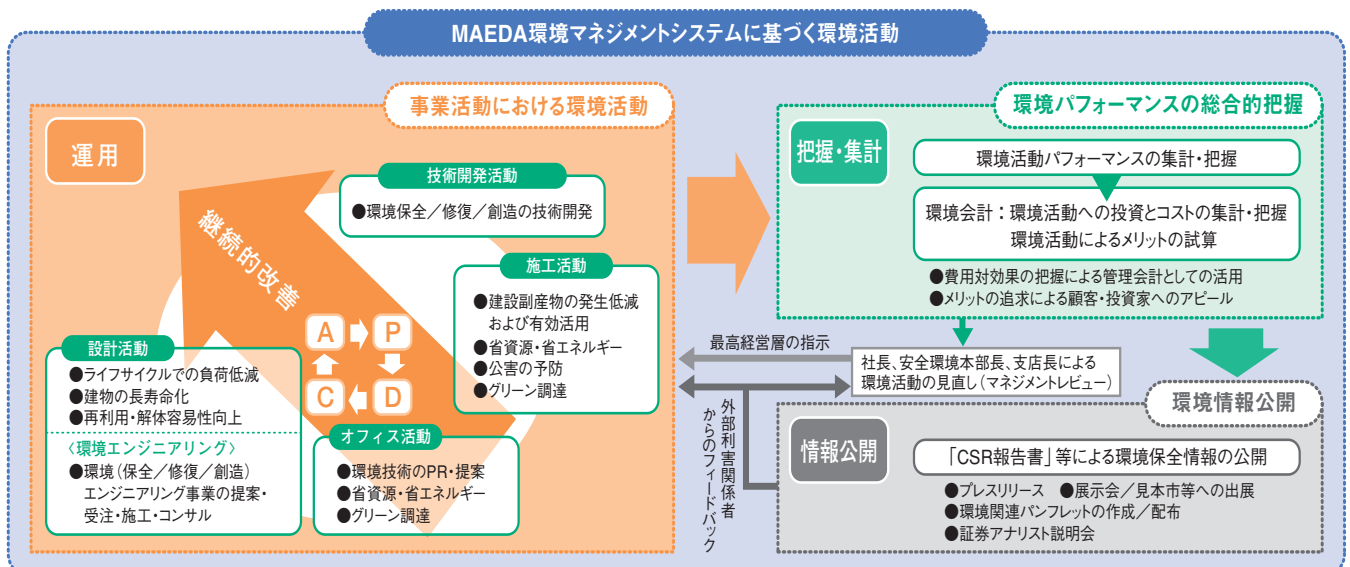 MAEDA環境マネジメントシステムに基づく環境活動
事業活動における環境活動
運用
継続的改善
A
P
C
D
技術開発活動
●環境保全／修復／創造の技術開発
施工活動
●建設副産物の発生低減
および有効活用
●省資源・省エネルギー
●公害の予防
●グリーン調達
設計活動
●ライフサイクルでの負荷低減
●建物の長寿命化
●再利用・解体容易性向上
〈環境エンジニアリング〉
●環境（保全／修復／創造）
エンジニアリング事業の提案・
受注・施工・コンサル
オフィス活動
●環境技術のPR・提案
●省資源・省エネルギー
●グリーン調達
環境パフォーマンスの総合的把握
把握・集計
環境活動パフォーマンスの集計・把握
環境会計：環境活動への投資とコストの集計・把握
環境活動によるメリットの試算
●費用対効果の把握による管理会計としての活用
●メリットの追求による顧客・投資家へのアピール
最高経営層の指示
社長、安全環境本部長、支店長による
環境活動の見直し（マネジメントレビュー）
外部利害関係者
からのフィードバック
環境情報公開
情報公開
「CSR報告書」等による環境保全情報の公開
●プレスリリース　●展示会／見本市等への出展
●環境関連パンフレットの作成／配布
●証券アナリスト説明会